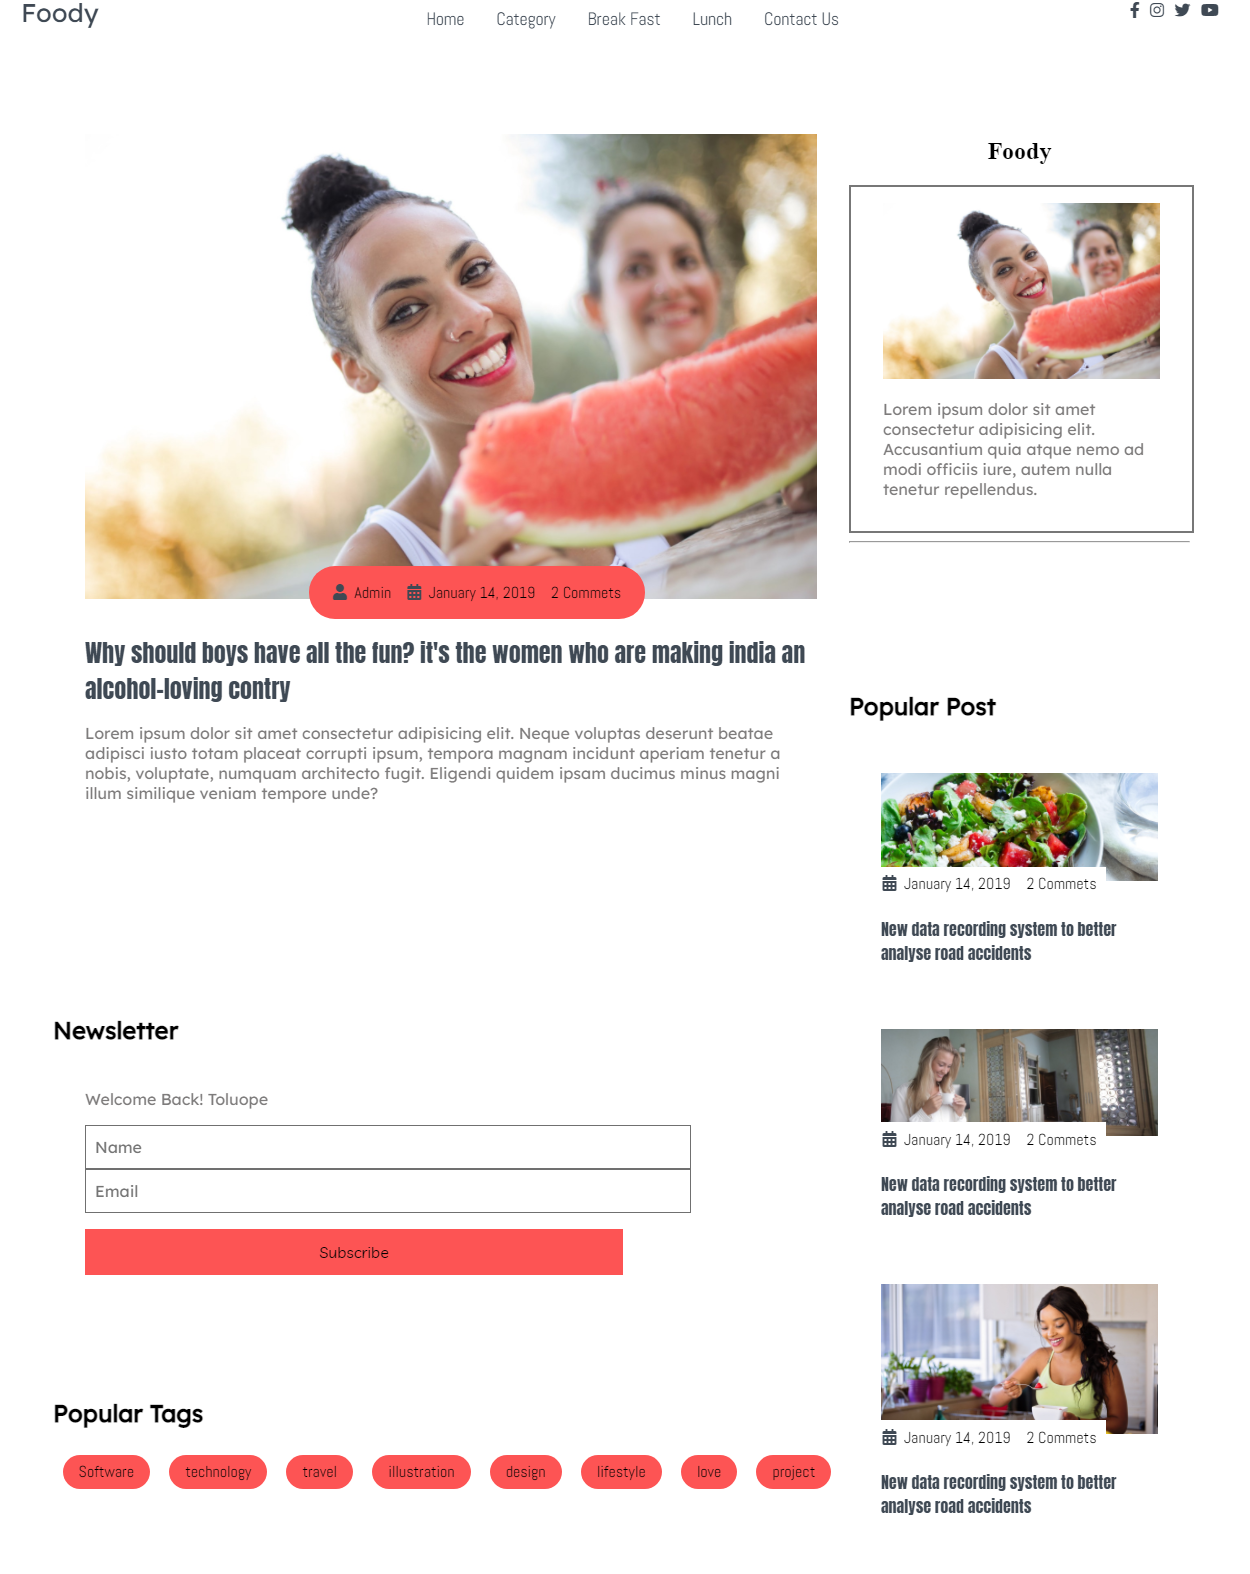 Foody
Home Category Break Fast Lunch Contact Us
Admin January 14, 2019 2 Commets
Why should boys have all the fun? it's the women who are making india an
alcohol-loving contry
Lorem ipsum dolor sit amet consectetur adipisicing elit. Neque voluptas deserunt beatae
adipisci iusto totam placeat corrupti ipsum, tempora magnam incidunt aperiam tenetur a
nobis, voluptate, numquam architecto fugit. Eligendi quidem ipsam ducimus minus magni
illum similique veniam tempore unde?
Newsletter
Welcome Back! Toluope
Name
Email
Subscribe
Popular Tags
Software technology travel illustration design lifestyle love project
Foody
Lorem ipsum dolor sit amet
consectetur adipisicing elit.
Accusantium quia atque nemo ad
modi officiis iure, autem nulla
tenetur repellendus.
Popular Post
January 14, 2019 2 Commets
New data recording system to better
analyse road accidents
January 14, 2019 2 Commets
New data recording system to better
analyse road accidents
January 14, 2019 2 Commets
New data recording system to better
analyse road accidents